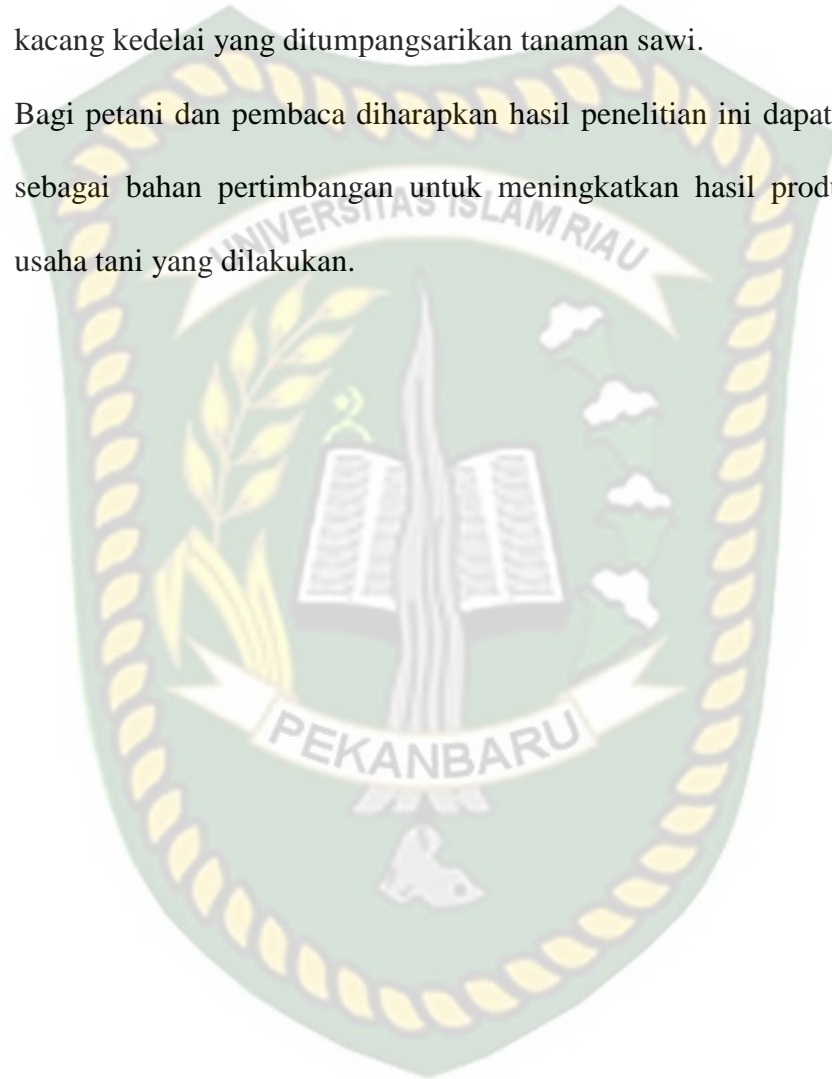 kacang kedelai yang ditumpangsarikan tanaman sawi.
Bagi petani dan pembaca diharapkan hasil penelitian ini dapat
sebagai bahan pertimbangan untuk meningkatkan hasil
usaha tani yang dilakukan.
UNIVERSITAS ISLAM RIAU
PEKANBARU